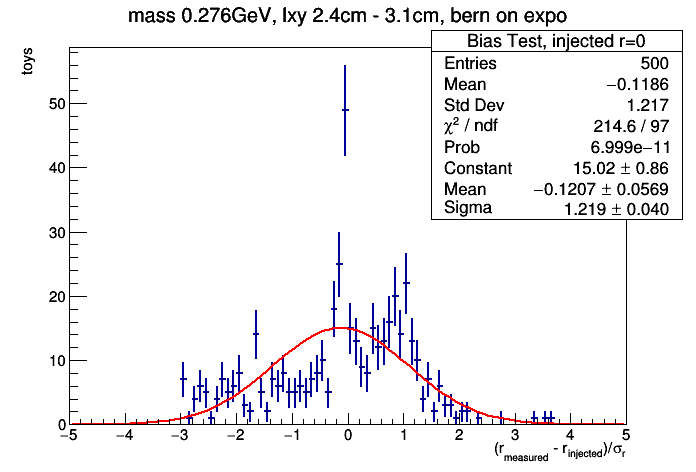 mass 0.276GeV, lxy 2.4cm - 3.1cm, bern on expo
Bias Test, injected r=0
Entries 500
Mean −0.1186
Std Dev 1.217
χ² / ndf 214.6 / 97
Prob 6.999e−11
Constant 15.02 ± 0.86
Mean −0.1207 ± 0.0569
Sigma 1.219 ± 0.040
toys
50
40
30
20
10
0
−5 −4 −3 −2 −1 0 1 2 3 4 5
(r_measured - r_injected)/σ_r